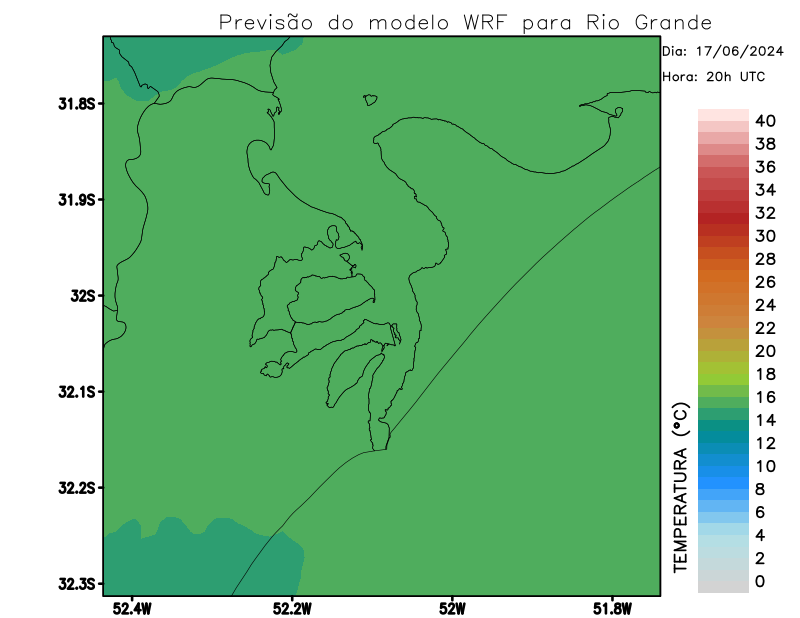 Previsão do modelo WRF para Rio Grande
Dia: 17/06/2024
Hora: 20h UTC
31.8S
31.9S
32S
32.1S
32.2S
32.3S
52.4W
52.2W
52W
51.8W
TEMPERATURA (°C)
40
38
36
34
32
30
28
26
24
22
20
18
16
14
12
10
8
6
4
2
0